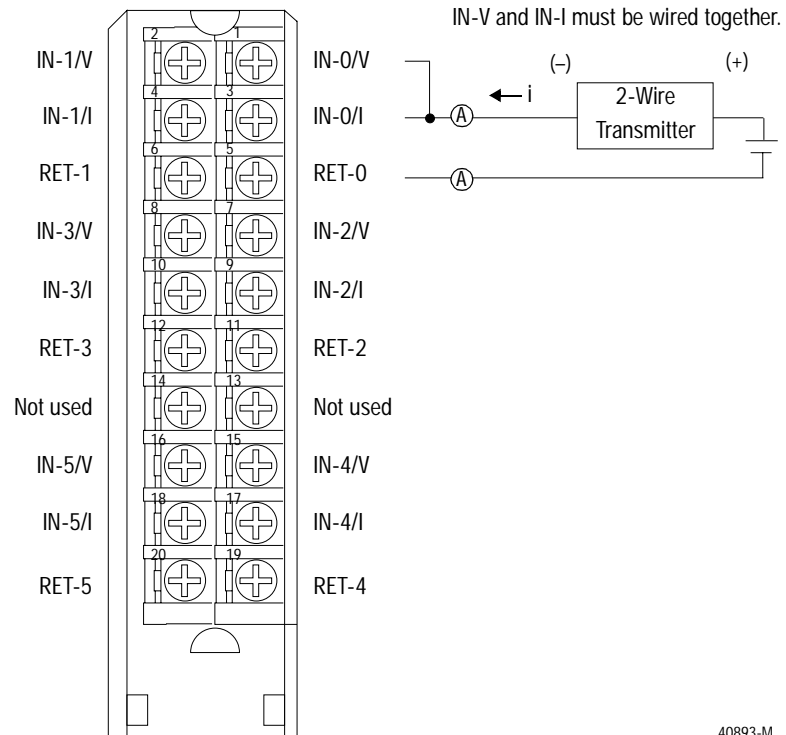 IN-V and IN-I must be wired together.
2 1
IN-1/V IN-0/V
(–) (+)
4 3
IN-1/I IN-0/I A i 2-Wire
Transmitter
6 5
RET-1 RET-0 A
8 7
IN-3/V IN-2/V
10 9
IN-3/I IN-2/I
12 11
RET-3 RET-2
14 13
Not used Not used
16 15
IN-5/V IN-4/V
18 17
IN-5/I IN-4/I
20 19
RET-5 RET-4
40893-M